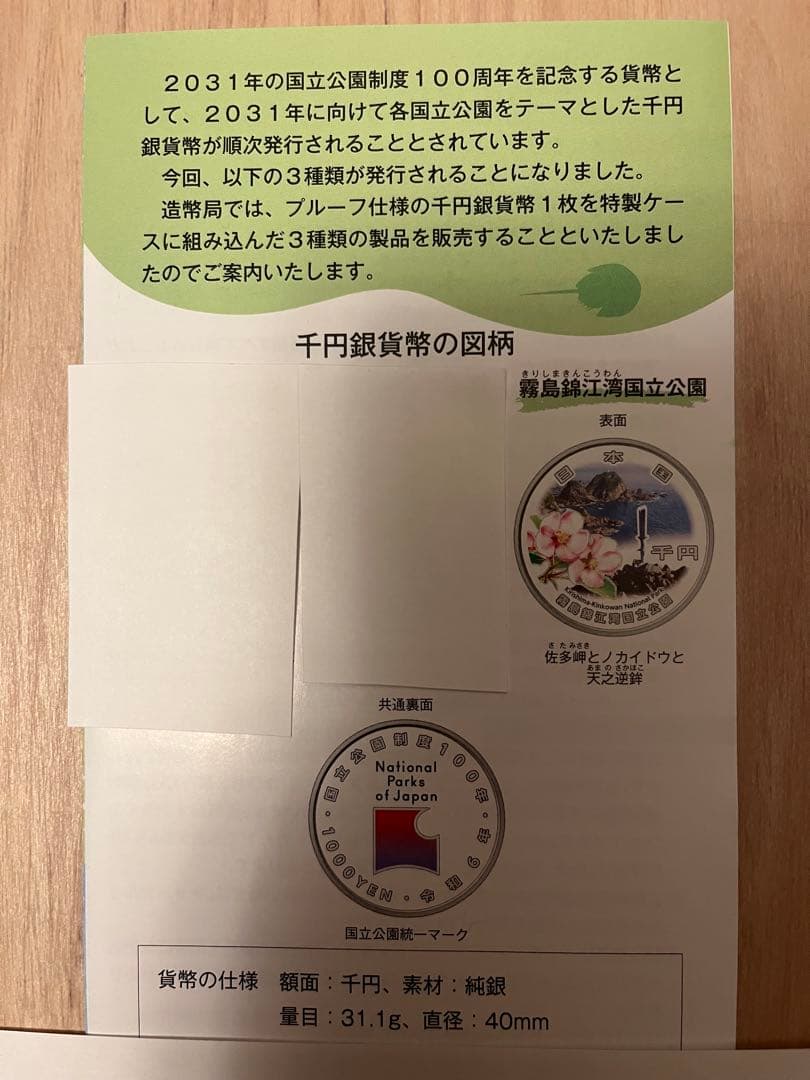 2031年の国立公園制度100周年を記念する貨幣と
して、2031年に向けて各国立公園をテーマとした千円
銀貨幣が順次発行されることとされています。
今回、以下の3種類が発行されることになりました。
造幣局では、プルーフ仕様の千円銀貨幣1枚を特製ケー
スに組み込んだ3種類の製品を販売することといたしまし
たのでご案内いたします。
千円銀貨幣の図柄
きりしまきんこうわん
霧島錦江湾国立公園
表面
日本国
千円
Kirishima-Kinkowan National Park
霧島錦江湾国立公園
さたみさき
佐多岬とノカイドウと
あまのさかほこ
天之逆鉾
共通裏面
国立公園制度100年・令和6年・1000YEN・
National
Parks
of Japan
国立公園統一マーク
貨幣の仕様 額面:千円、素材:純銀
量目:31.1g、直径:40mm